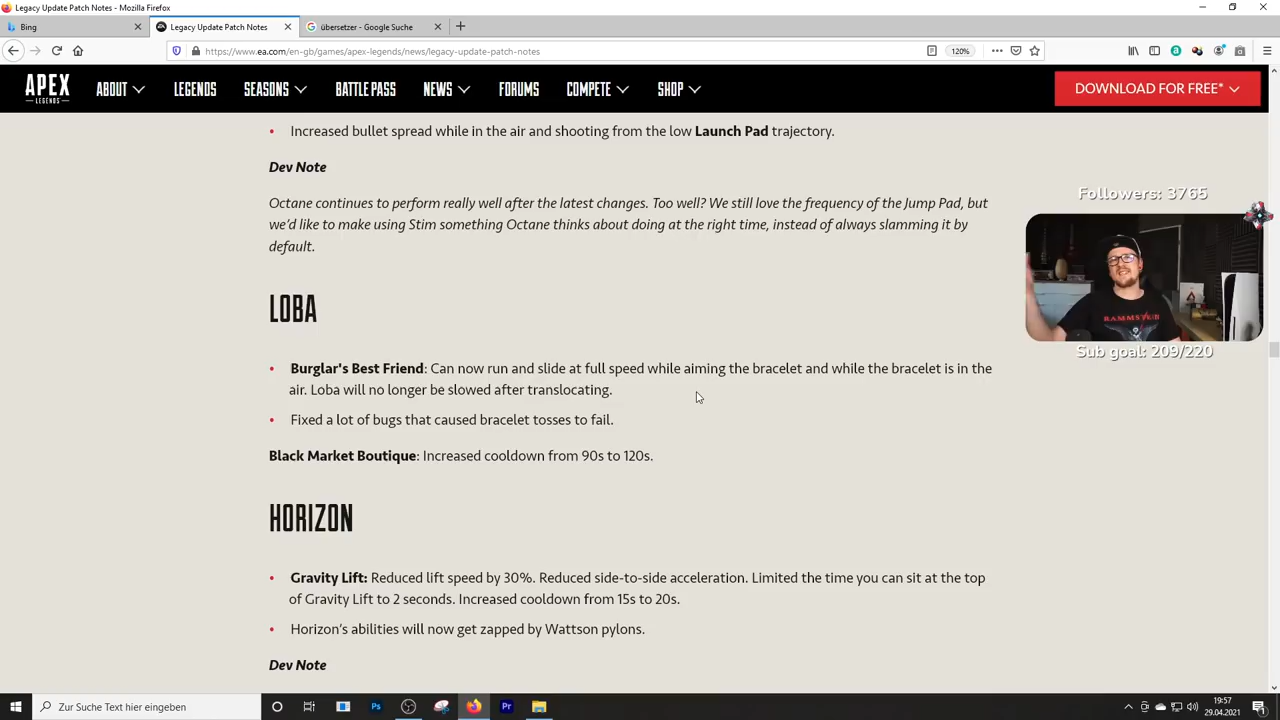 Legacy Update Patch Notes - Mozilla Firefox
Bing
Legacy Update Patch Notes
übersetzer - Google Suche
https://www.ea.com/en-gb/games/apex-legends/news/legacy-update-patch-notes
120%
APEX
LEGENDS
ABOUT
LEGENDS
SEASONS
BATTLE PASS
NEWS
FORUMS
COMPETE
SHOP
DOWNLOAD FOR FREE*
• Increased bullet spread while in the air and shooting from the low Launch Pad trajectory.
Dev Note
Octane continues to perform really well after the latest changes. Too well? We still love the frequency of the Jump Pad, but
we'd like to make using Stim something Octane thinks about doing at the right time, instead of always slamming it by
default.
Followers: 3765
RAMMSTEIN
Sub goal: 209/220
LOBA
• Burglar's Best Friend: Can now run and slide at full speed while aiming the bracelet and while the bracelet is in the
air. Loba will no longer be slowed after translocating.
• Fixed a lot of bugs that caused bracelet tosses to fail.
Black Market Boutique: Increased cooldown from 90s to 120s.
HORIZON
• Gravity Lift: Reduced lift speed by 30%. Reduced side-to-side acceleration. Limited the time you can sit at the top
of Gravity Lift to 2 seconds. Increased cooldown from 15s to 20s.
• Horizon's abilities will now get zapped by Wattson pylons.
Dev Note
Zur Suche Text hier eingeben
Ps
Pr
19:57
29.04.2021